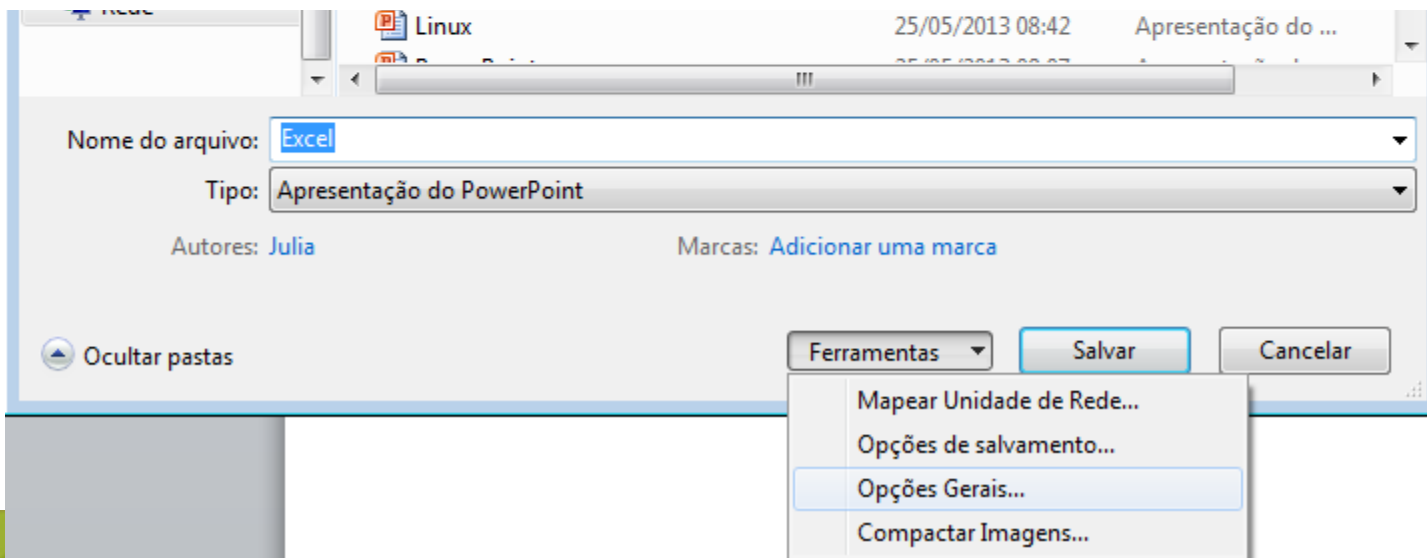 Rede
Linux 25/05/2013 08:42 Apresentação do ...
Nome do arquivo: Excel
Tipo: Apresentação do PowerPoint
Autores: Julia Marcas: Adicionar uma marca
Ocultar pastas Ferramentas Salvar Cancelar
Mapear Unidade de Rede...
Opções de salvamento...
Opções Gerais...
Compactar Imagens...